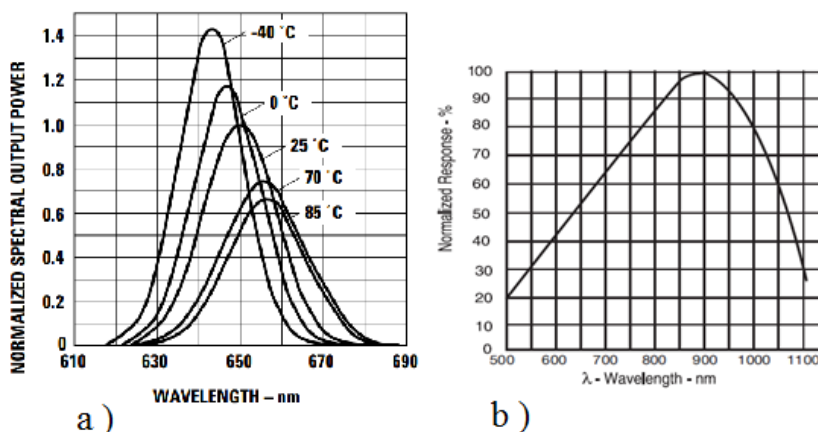 NORMALIZED SPECTRAL OUTPUT POWER
1.4
1.2
1.0
0.8
0.6
0.4
0.2
0
-40 ˚C
0 ˚C
25 ˚C
70 ˚C
85 ˚C
610 630 650 670 690
WAVELENGTH – nm
a )
Normalized Response - %
100
90
80
70
60
50
40
30
20
10
0
500 600 700 800 900 1000 1100
λ - Wavelength - nm
b )